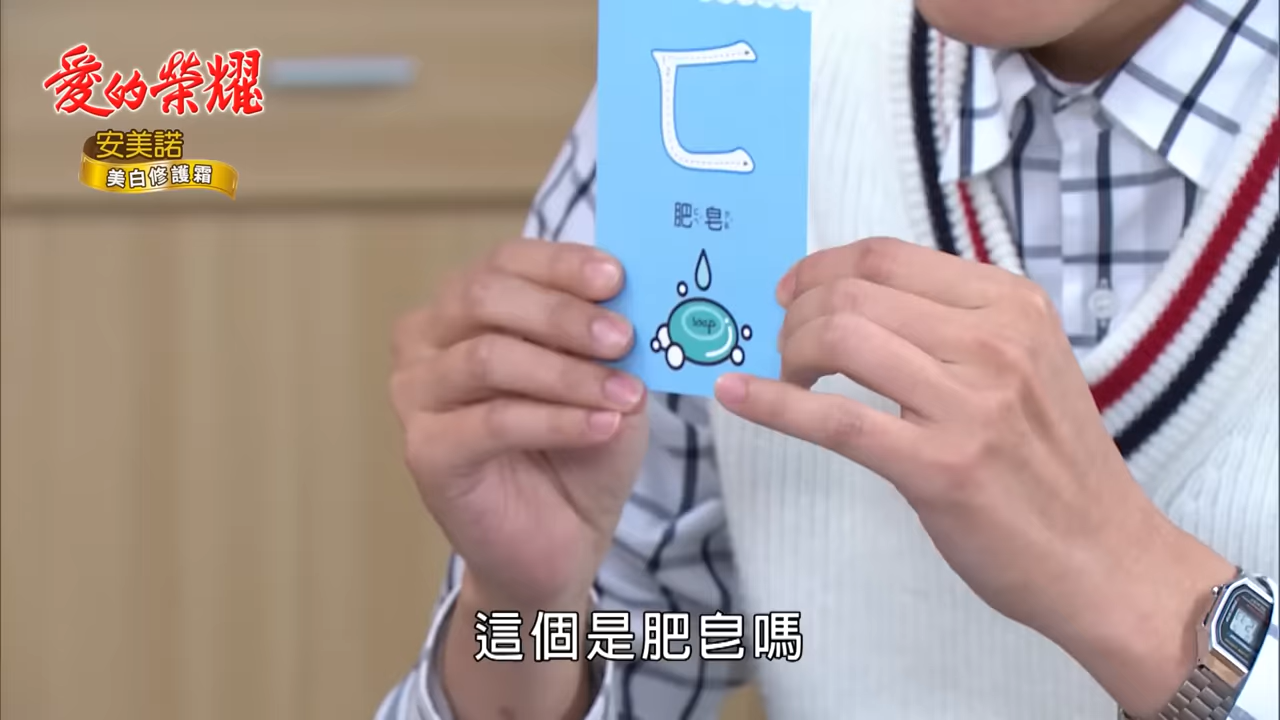 愛的榮耀
安美諾
美白修護霜
ㄈ
肥皂
soap
這個是肥皂嗎